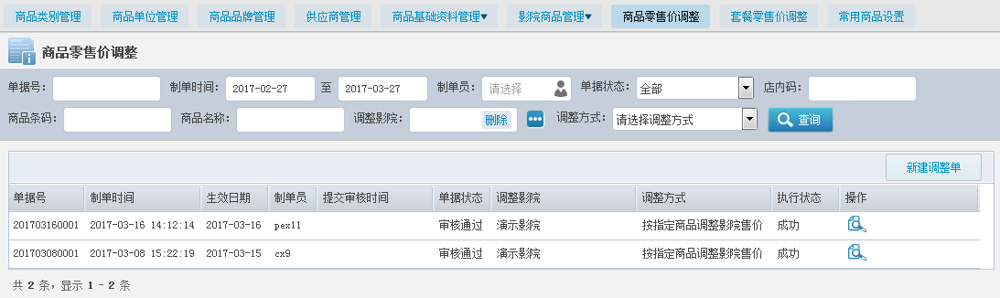 商品类别管理 商品单位管理 商品品牌管理 供应商管理 商品基础资料管理▼ 影院商品管理▼ 商品零售价调整 套餐零售价调整 常用商品设置
商品零售价调整
单据号: 制单时间: 2017-02-27 至 2017-03-27 制单员: 请选择 单据状态: 全部 店内码:
商品条码: 商品名称: 调整影院: 删除 调整方式: 请选择调整方式 查询
新建调整单
单据号 制单时间 生效日期 制单员 提交审核时间 单据状态 调整影院 调整方式 执行状态 操作
201703160001 2017-03-16 14:12:14 2017-03-16 pex11 审核通过 演示影院 按指定商品调整影院售价 成功
201703080001 2017-03-08 15:22:19 2017-03-15 cx9 审核通过 演示影院 按指定商品调整影院售价 成功
共 2 条, 显示 1 - 2 条